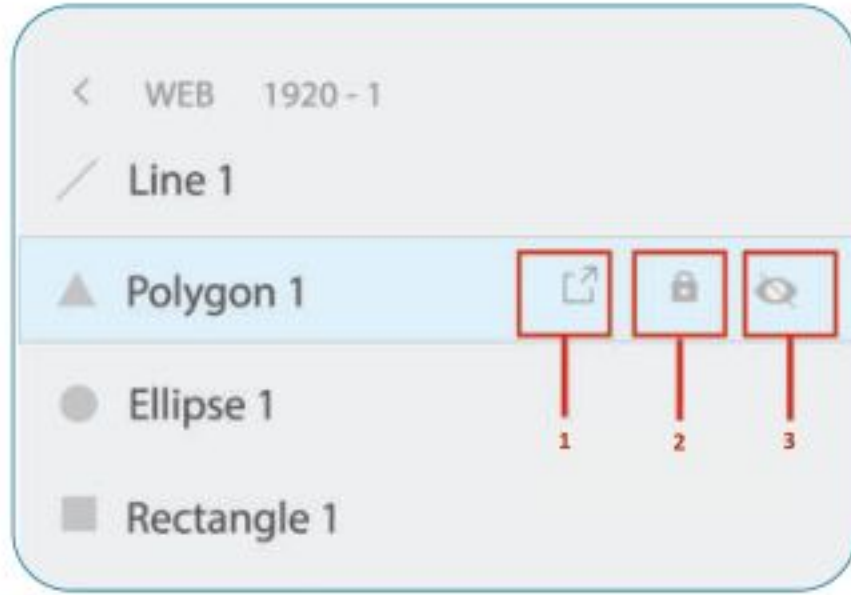 < WEB 1920 - 1
Line 1
Polygon 1
1 2 3
Ellipse 1
Rectangle 1